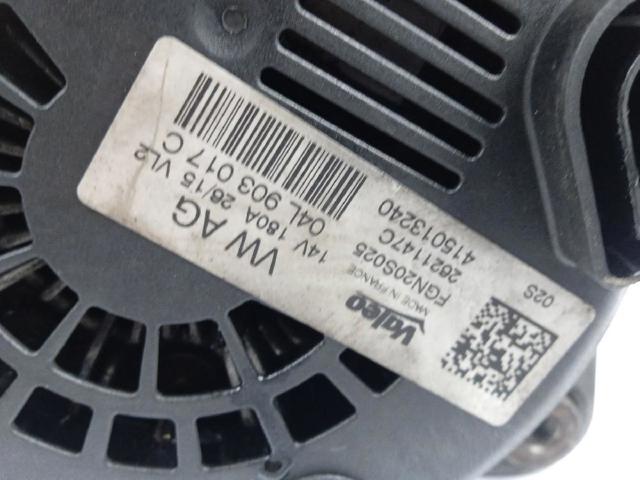 VW AG
14V 180A 26/15 VL2
04L 903 017 C
Valeo
MADE IN FRANCE
FGN20S025
2621147C
415013240
02S